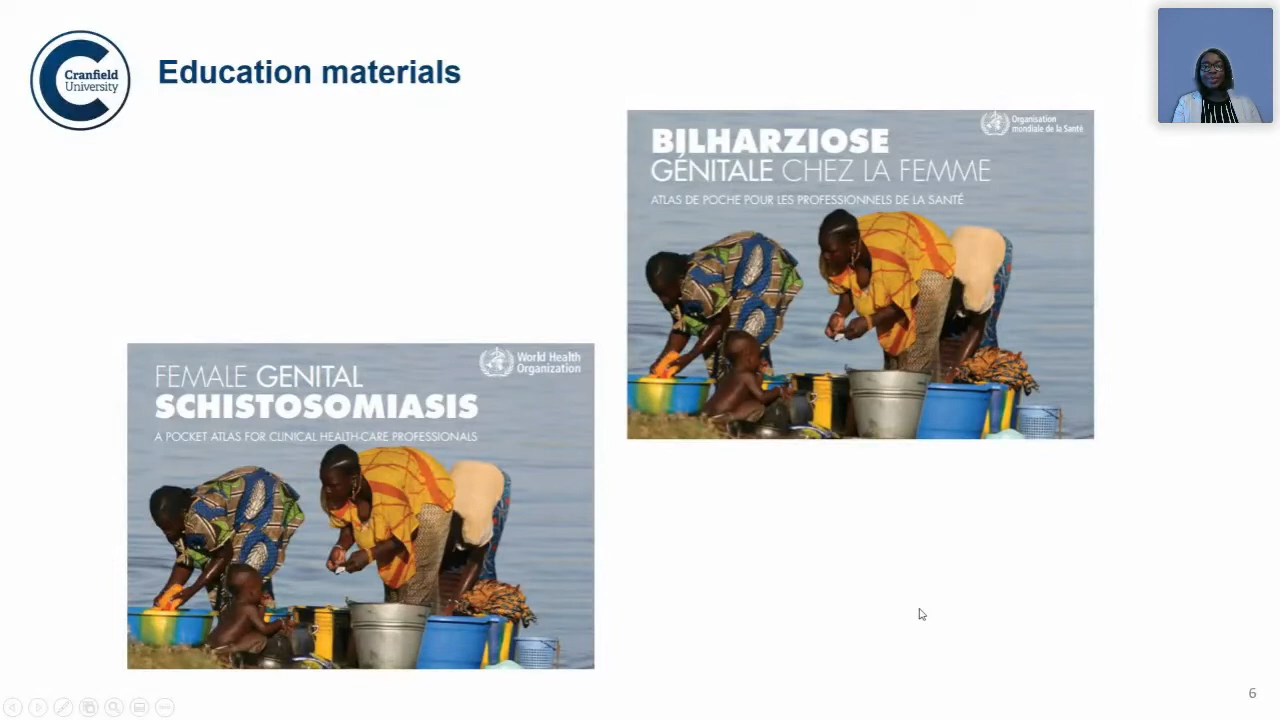 Cranfield
University
Education materials
Organisation
mondiale de la Santé
BILHARZIOSE
GÉNITALE CHEZ LA FEMME
ATLAS DE POCHE POUR LES PROFESSIONNELS DE LA SANTÉ
World Health
Organization
FEMALE GENITAL
SCHISTOSOMIASIS
A POCKET ATLAS FOR CLINICAL HEALTH-CARE PROFESSIONALS
6